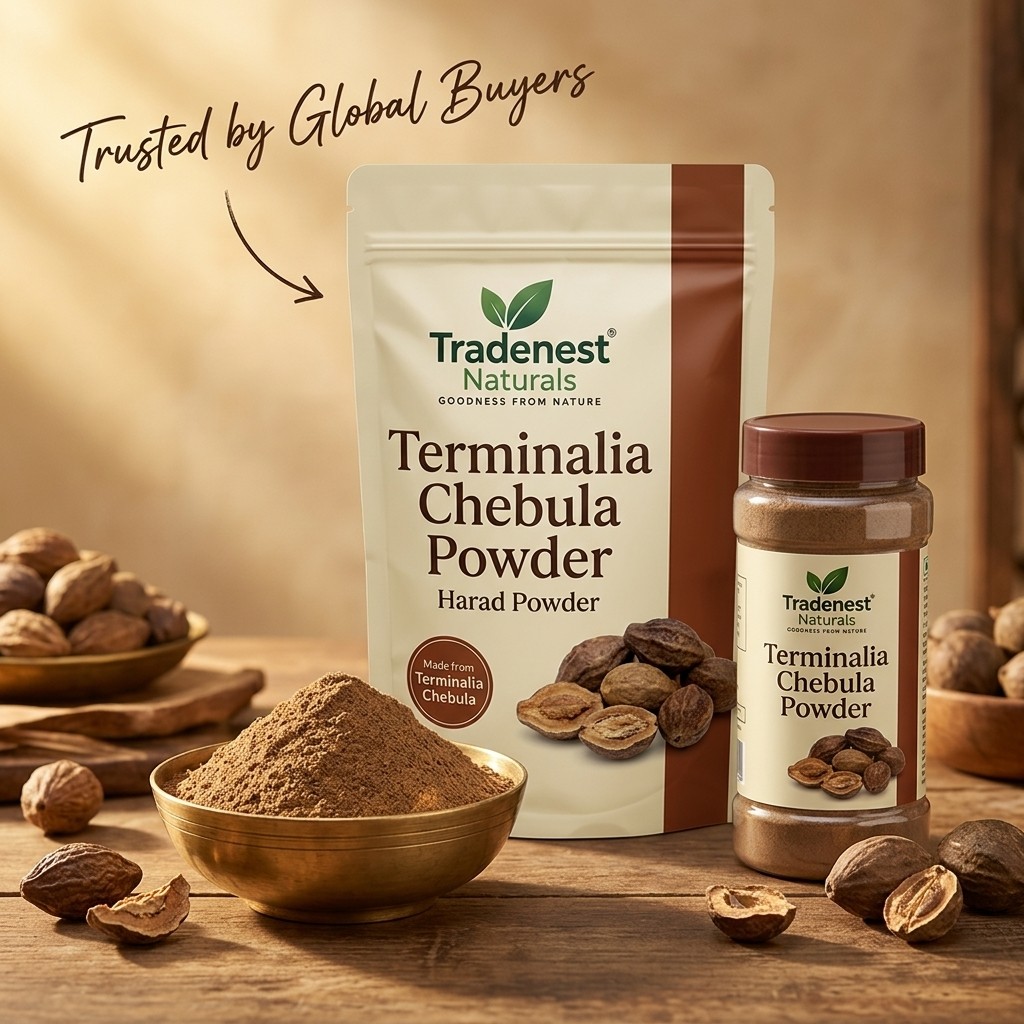 Trusted by Global Buyers
Tradenest®
Naturals
GOODNESS FROM NATURE
Terminalia
Chebula
Powder
Harad Powder
Made from
Terminalia
Chebula
Tradenest®
Naturals
GOODNESS FROM NATURE
Terminalia
Chebula
Powder